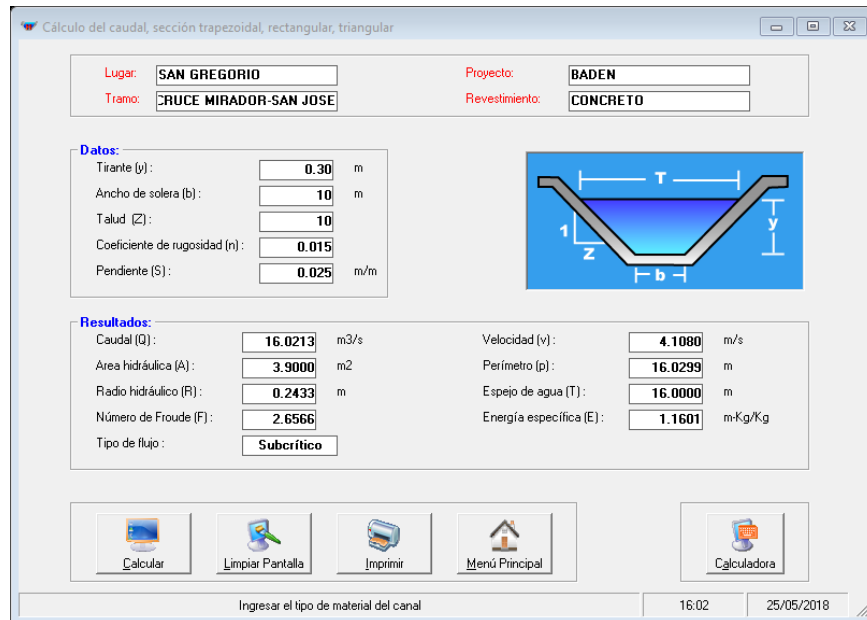 Cálculo del caudal, sección trapezoidal, rectangular, triangular
Lugar: SAN GREGORIO Proyecto: BADEN
Tramo: CRUCE MIRADOR-SAN JOSE Revestimiento: CONCRETO
Datos:
Tirante (y) : 0.30 m
Ancho de solera (b) : 10 m
Talud (Z) : 10
Coeficiente de rugosidad (n) : 0.015
Pendiente (S) : 0.025 m/m
T
1
Z
b
y
Resultados:
Caudal (Q) : 16.0213 m3/s Velocidad (v) : 4.1080 m/s
Area hidráulica (A) : 3.9000 m2 Perímetro (p) : 16.0299 m
Radio hidráulico (R) : 0.2433 m Espejo de agua (T) : 16.0000 m
Número de Froude (F) : 2.6566 Energía específica (E) : 1.1601 m-Kg/Kg
Tipo de flujo : Subcrítico
Calcular Limpiar Pantalla Imprimir Menú Principal Calculadora
Ingresar el tipo de material del canal 16:02 25/05/2018